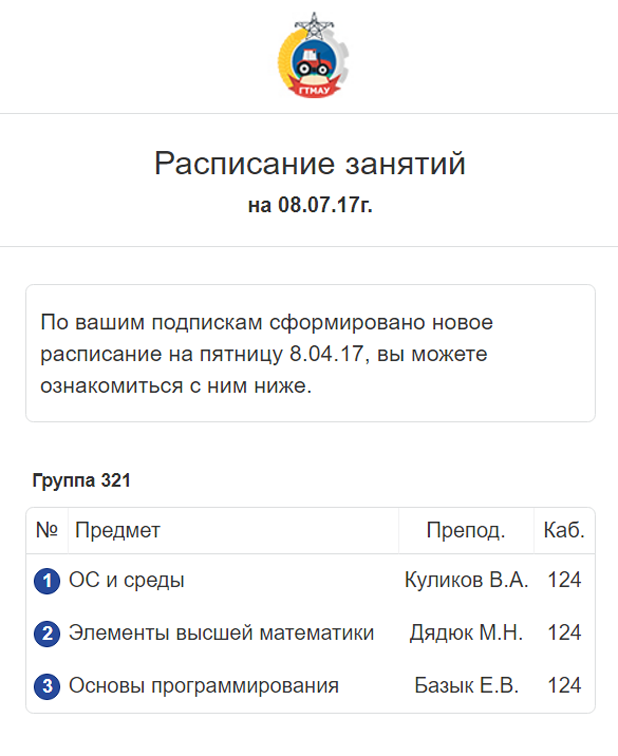 ГТМАУ
Расписание занятий
на 08.07.17г.
По вашим подпискам сформировано новое
расписание на пятницу 8.04.17, вы можете
ознакомиться с ним ниже.
Группа 321
№ Предмет Препод. Каб.
1 ОС и среды Куликов В.А. 124
2 Элементы высшей математики Дядюк М.Н. 124
3 Основы программирования Базык Е.В. 124